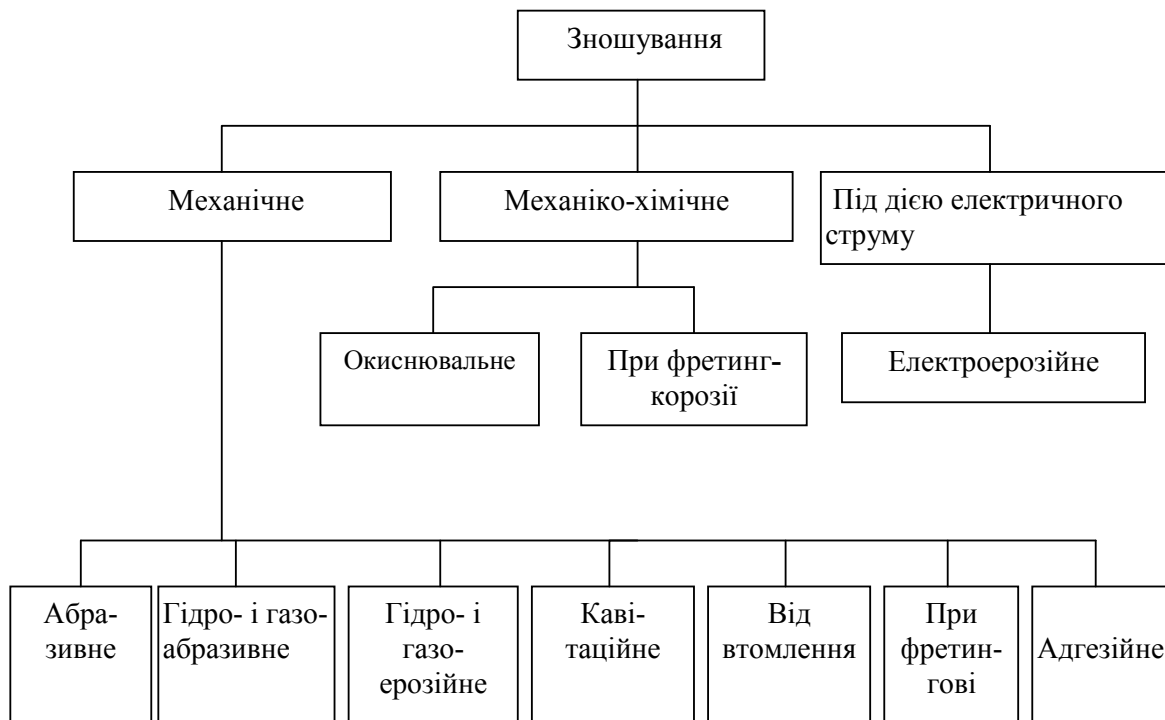 Зношування
Механічне
Механіко-хімічне
Під дією електричного
струму
Окиснювальне
При фретинг-
корозії
Електроерозійне
Абра-
зивне
Гідро- і газо-
абразивне
Гідро- і
газо-
ерозійне
Каві-
таційне
Від
втомлення
При
фретин-
гові
Адгезійне